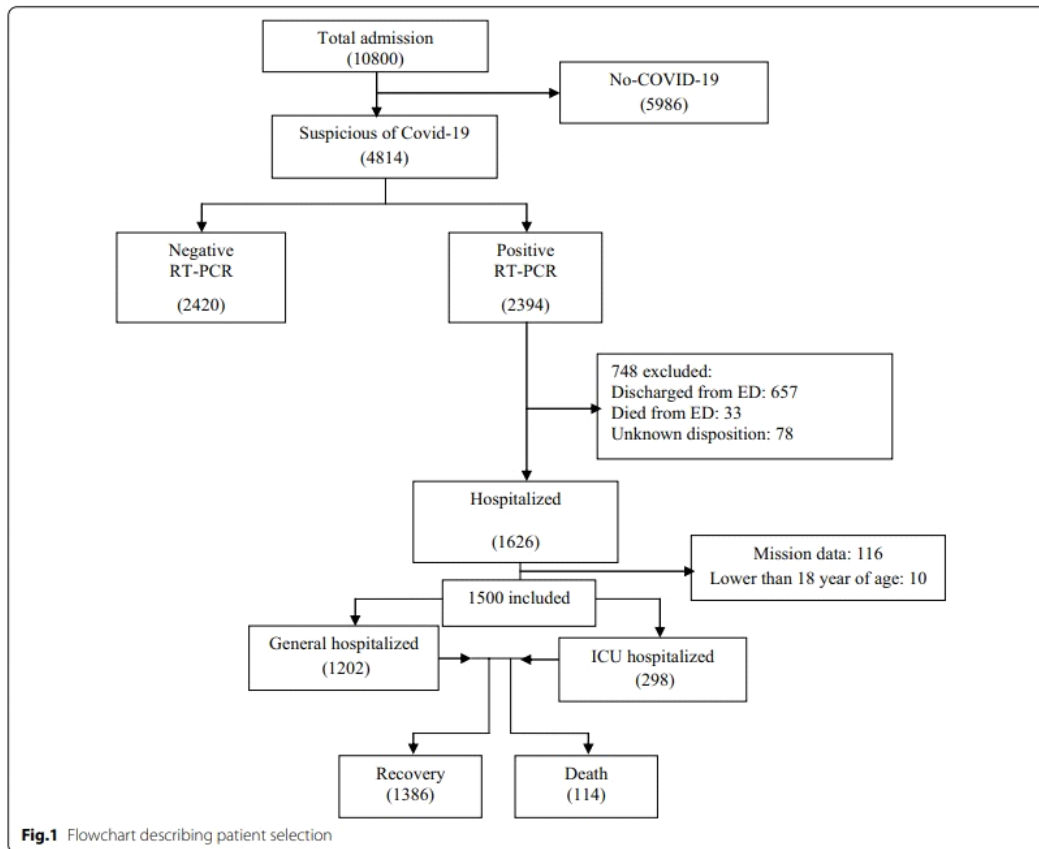 Total admission
(10800)
No-COVID-19
(5986)
Suspicious of Covid-19
(4814)
Negative
RT-PCR
(2420)
Positive
RT-PCR
(2394)
748 excluded:
Discharged from ED: 657
Died from ED: 33
Unknown disposition: 78
Hospitalized
(1626)
Mission data: 116
Lower than 18 year of age: 10
1500 included
General hospitalized
(1202)
ICU hospitalized
(298)
Recovery
(1386)
Death
(114)
Fig.1 Flowchart describing patient selection